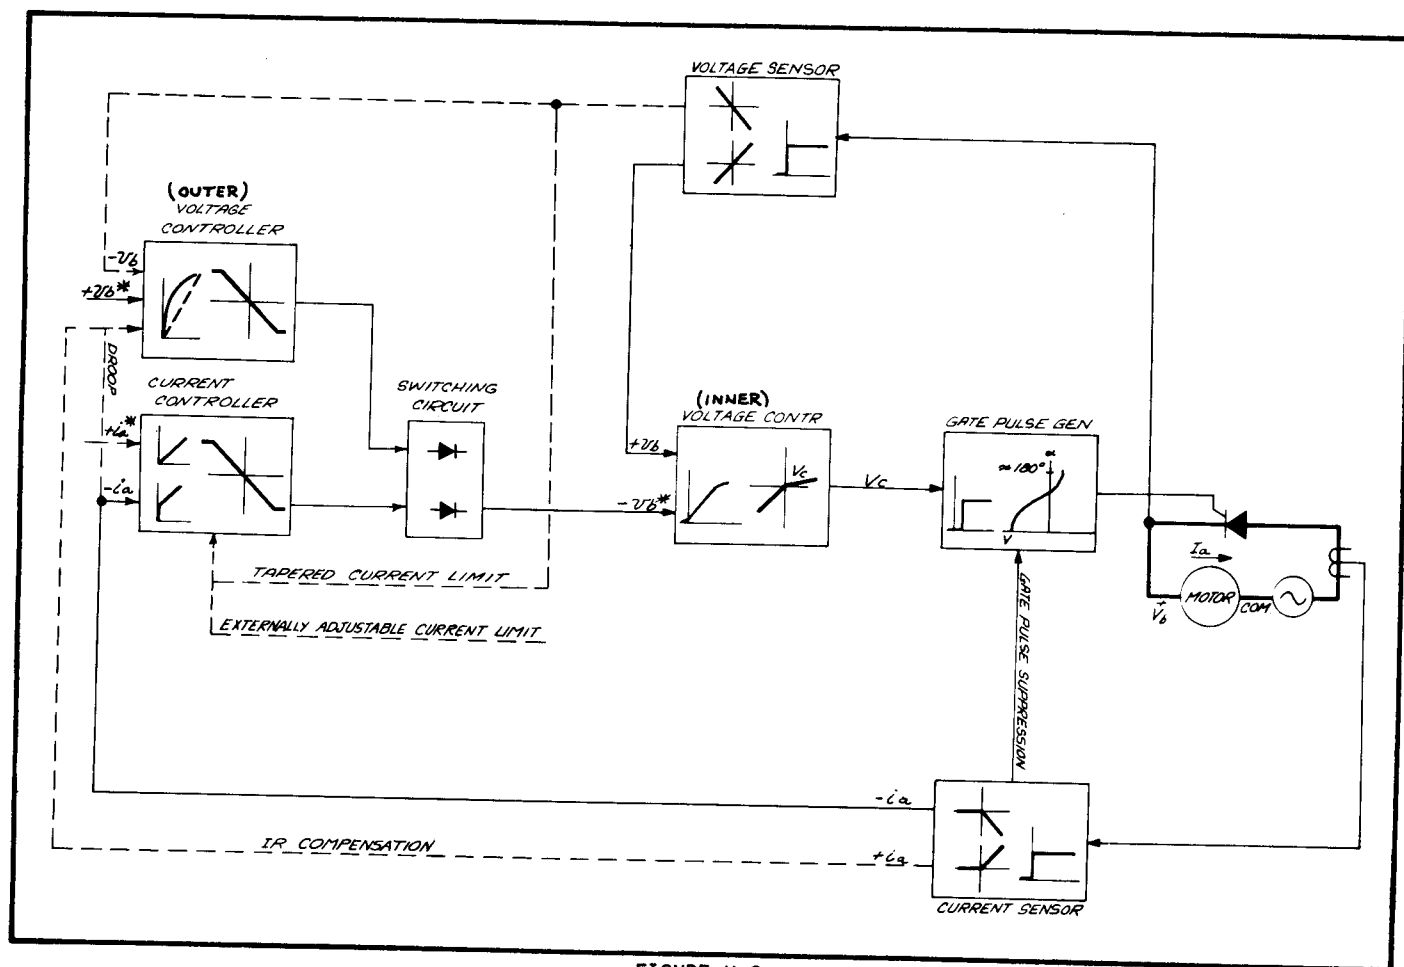 VOLTAGE SENSOR
(OUTER)
VOLTAGE
CONTROLLER
-vb
+vb*
DROOP
CURRENT
CONTROLLER
+ia*
-ia
SWITCHING
CIRCUIT
(INNER)
VOLTAGE CONTR
+vb
-vb*
Vc
Vc
GATE PULSE GEN
α
≈180°
V
Ia
MOTOR
COM
+
Vb
TAPERED CURRENT LIMIT
EXTERNALLY ADJUSTABLE CURRENT LIMIT
GATE PULSE SUPPRESSION
-ia
IR COMPENSATION
+ia
CURRENT SENSOR